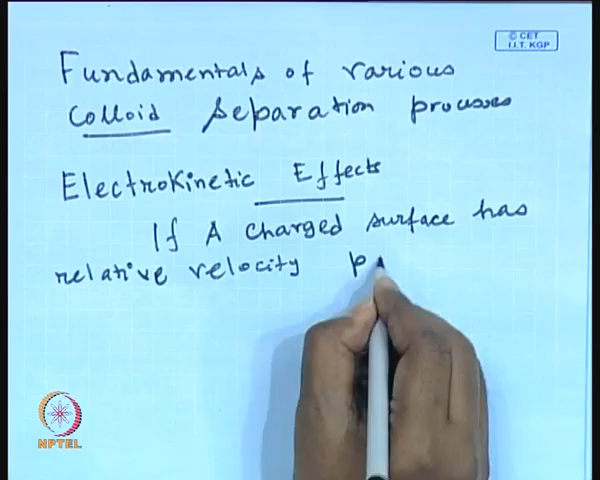 © CET
I.I.T. KGP
Fundamentals of various
Colloid Separation processes
Electrokinetic Effects
If A charged surface has
relative velocity
NPTEL